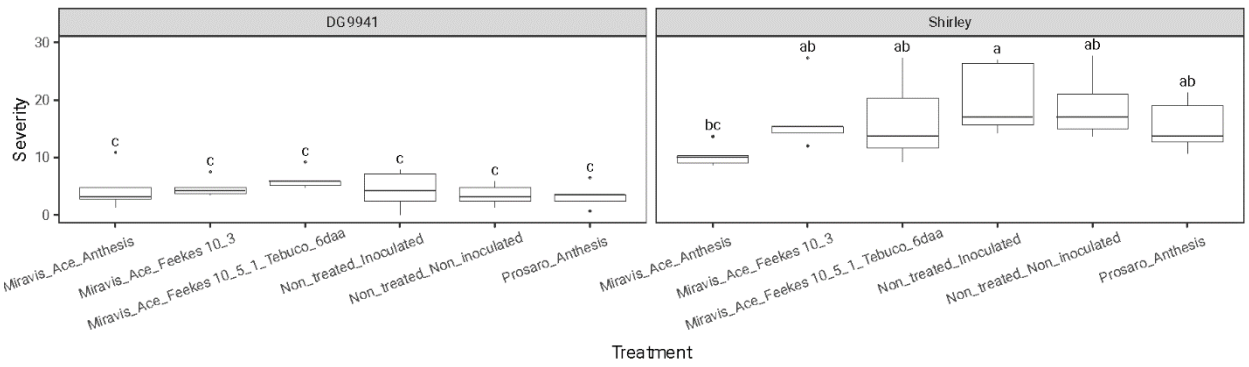 DG9941
Shirley
Severity
30
20
10
0
c
c
c
c
c
c
bc
ab
ab
a
ab
ab
Miravis_Ace_Anthesis
Miravis_Ace_Feekes 10_3
Miravis_Ace_Feekes 10_5_1_Tebuco_6daa
Non_treated_Inoculated
Non_treated_Non_inoculated
Prosaro_Anthesis
Miravis_Ace_Anthesis
Miravis_Ace_Feekes 10_3
Miravis_Ace_Feekes 10_5_1_Tebuco_6daa
Non_treated_Inoculated
Non_treated_Non_inoculated
Prosaro_Anthesis
Treatment